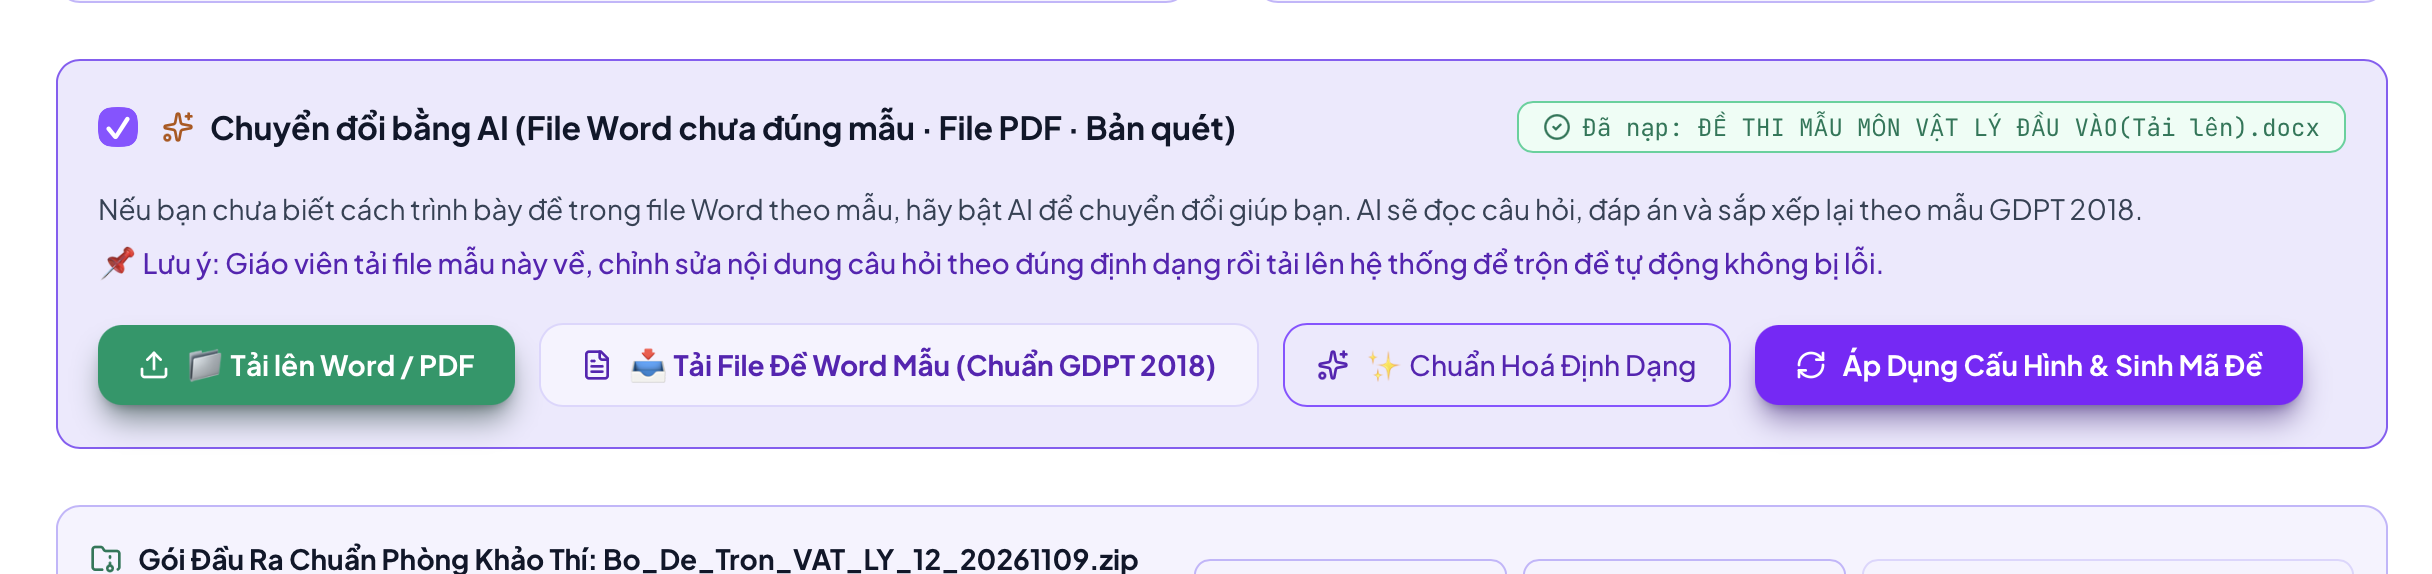 Chuyển đổi bằng AI (File Word chưa đúng mẫu · File PDF · Bản quét)
Đã nạp: ĐỀ THI MẪU MÔN VẬT LÝ ĐẦU VÀO(Tải lên).docx
Nếu bạn chưa biết cách trình bày đề trong file Word theo mẫu, hãy bật AI để chuyển đổi giúp bạn. AI sẽ đọc câu hỏi, đáp án và sắp xếp lại theo mẫu GDPT 2018.
📌 Lưu ý: Giáo viên tải file mẫu này về, chỉnh sửa nội dung câu hỏi theo đúng định dạng rồi tải lên hệ thống để trộn đề tự động không bị lỗi.
📁 Tải lên Word / PDF
📥 Tải File Đề Word Mẫu (Chuẩn GDPT 2018)
✨ Chuẩn Hoá Định Dạng
Áp Dụng Cấu Hình & Sinh Mã Đề
Gói Đầu Ra Chuẩn Phòng Khảo Thí: Bo_De_Tron_VAT_LY_12_20261109.zip